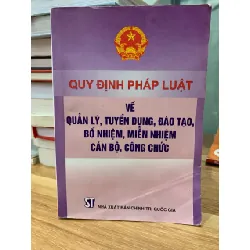 QUY ĐỊNH PHÁP LUẬT
VỀ
QUẢN LÝ, TUYỂN DỤNG, ĐÀO TẠO,
BỔ NHIỆM, MIỄN NHIỆM
CÁN BỘ, CÔNG CHỨC
ST
NHÀ XUẤT BẢN CHÍNH TRỊ QUỐC GIA